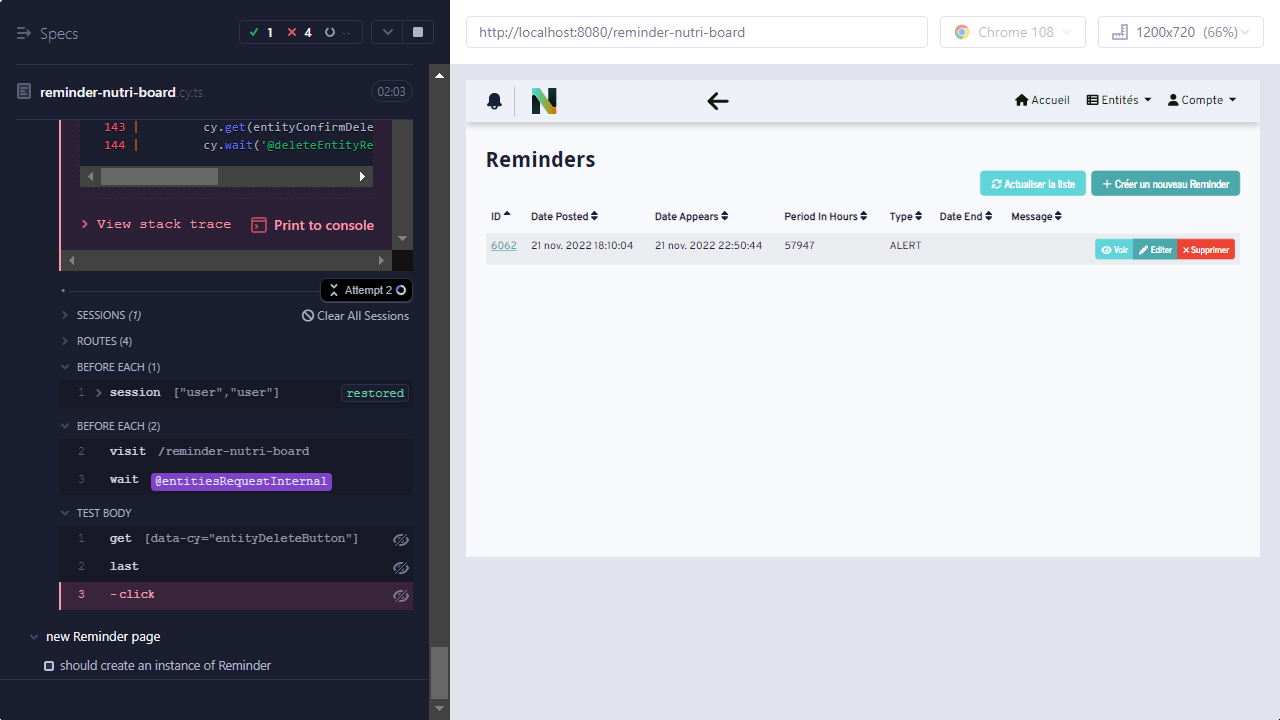 Specs
1 4 --
reminder-nutri-board.cy.ts 02:03
143 | cy.get(entityConfirmDele
144 | cy.wait('@deleteEntityRe
View stack trace Print to console
Attempt 2
SESSIONS (1) Clear All Sessions
ROUTES (4)
BEFORE EACH (1)
1 session ["user","user"] restored
BEFORE EACH (2)
2 visit /reminder-nutri-board
3 wait @entitiesRequestInternal
TEST BODY
1 get [data-cy="entityDeleteButton"]
2 last
3 -click
new Reminder page
should create an instance of Reminder
http://localhost:8080/reminder-nutri-board Chrome 108 1200x720 (66%)
Accueil Entités Compte
Reminders
Actualiser la liste + Créer un nouveau Reminder
ID Date Posted Date Appears Period In Hours Type Date End Message
6062 21 nov. 2022 18:10:04 21 nov. 2022 22:50:44 57947 ALERT Voir Editer Supprimer